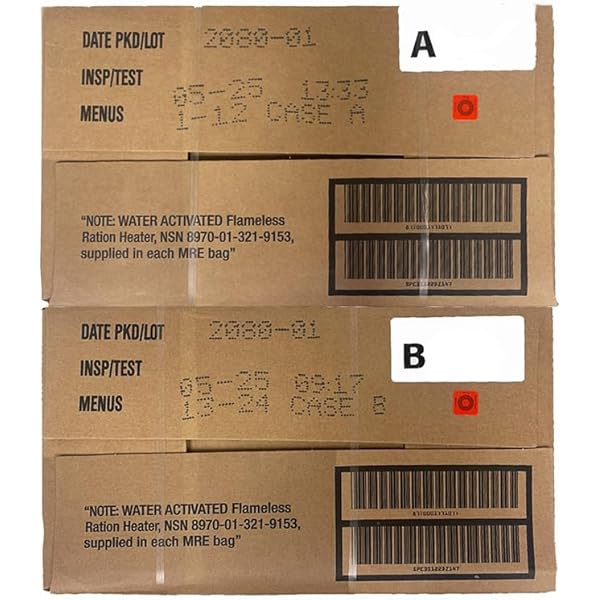 A
DATE PKD/LOT 2080-01
INSP/TEST 05-25 13:33
MENUS 1-12 CASE A
"NOTE: WATER ACTIVATED Flameless
Ration Heater, NSN 8970-01-321-9153,
supplied in each MRE bag"
B
DATE PKD/LOT 2080-01
INSP/TEST 05-25 09:17
MENUS 13-24 CASE B
"NOTE: WATER ACTIVATED Flameless
Ration Heater, NSN 8970-01-321-9153,
supplied in each MRE bag"